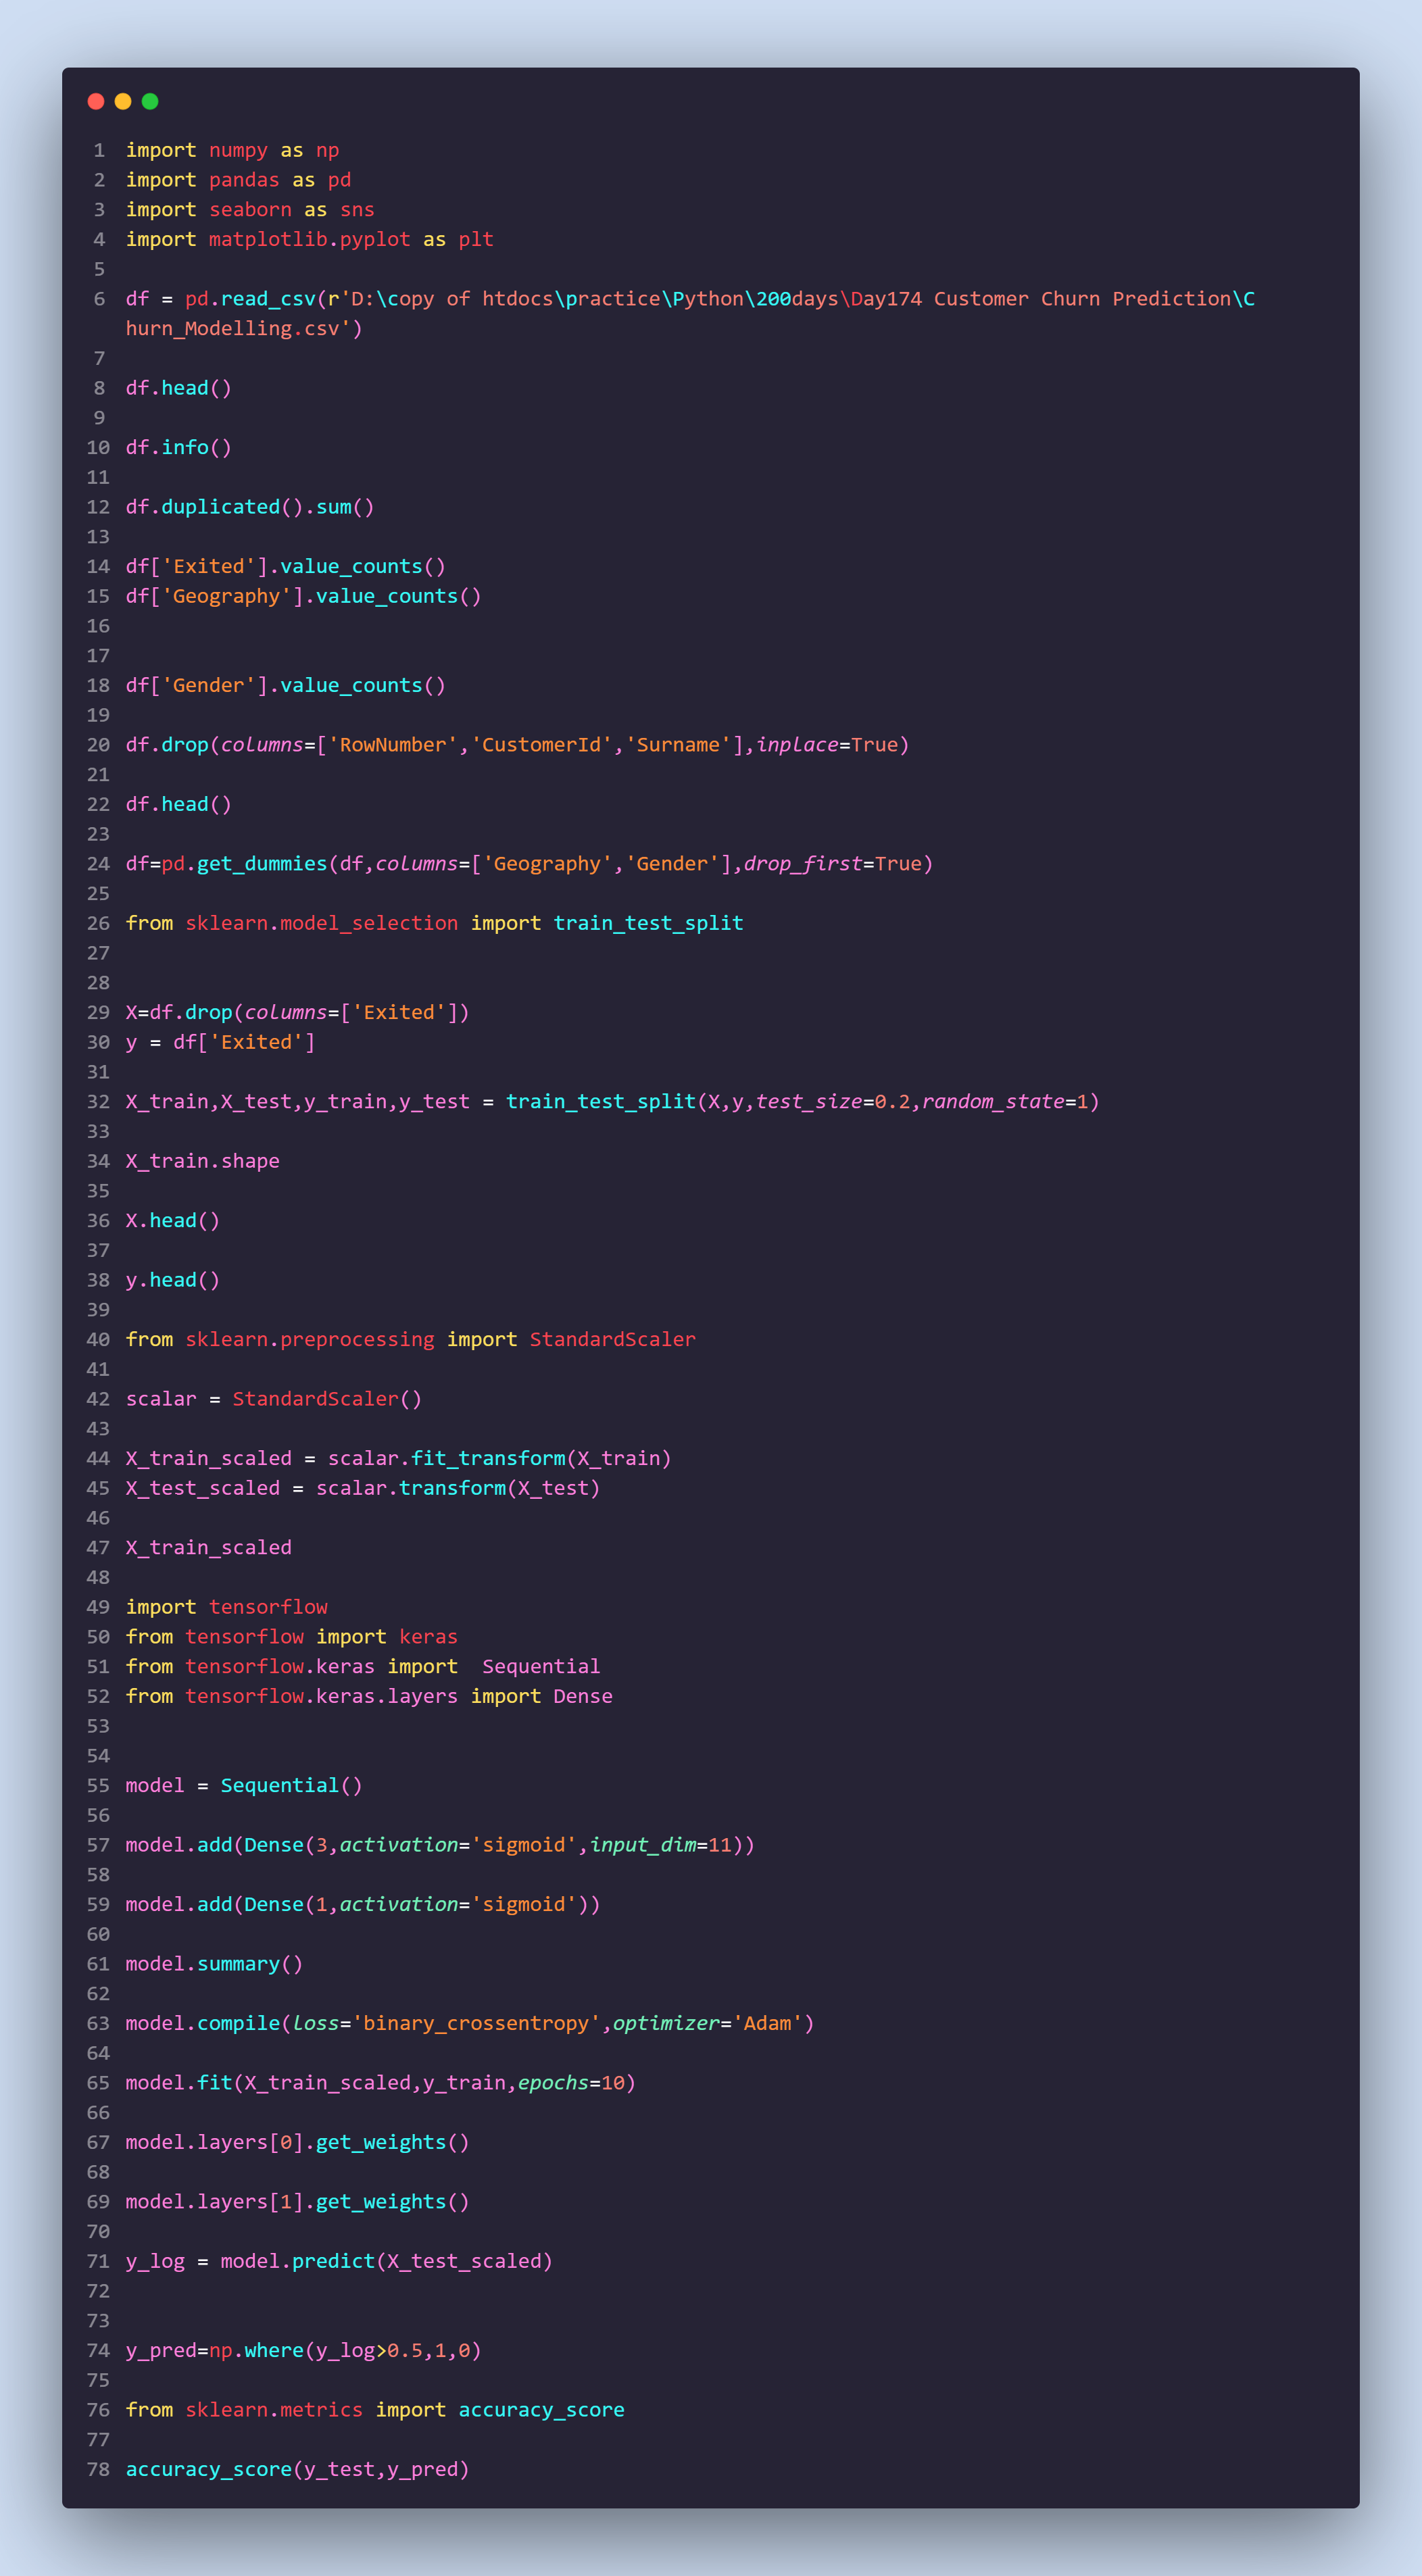 1 import numpy as np
2 import pandas as pd
3 import seaborn as sns
4 import matplotlib.pyplot as plt
5
6 df = pd.read_csv(r'D:\copy of htdocs\practice\Python\200days\Day174 Customer Churn Prediction\C
hurn_Modelling.csv')
7
8 df.head()
9
10 df.info()
11
12 df.duplicated().sum()
13
14 df['Exited'].value_counts()
15 df['Geography'].value_counts()
16
17
18 df['Gender'].value_counts()
19
20 df.drop(columns=['RowNumber','CustomerId','Surname'],inplace=True)
21
22 df.head()
23
24 df=pd.get_dummies(df,columns=['Geography','Gender'],drop_first=True)
25
26 from sklearn.model_selection import train_test_split
27
28
29 X=df.drop(columns=['Exited'])
30 y = df['Exited']
31
32 X_train,X_test,y_train,y_test = train_test_split(X,y,test_size=0.2,random_state=1)
33
34 X_train.shape
35
36 X.head()
37
38 y.head()
39
40 from sklearn.preprocessing import StandardScaler
41
42 scalar = StandardScaler()
43
44 X_train_scaled = scalar.fit_transform(X_train)
45 X_test_scaled = scalar.transform(X_test)
46
47 X_train_scaled
48
49 import tensorflow
50 from tensorflow import keras
51 from tensorflow.keras import  Sequential
52 from tensorflow.keras.layers import Dense
53
54
55 model = Sequential()
56
57 model.add(Dense(3,activation='sigmoid',input_dim=11))
58
59 model.add(Dense(1,activation='sigmoid'))
60
61 model.summary()
62
63 model.compile(loss='binary_crossentropy',optimizer='Adam')
64
65 model.fit(X_train_scaled,y_train,epochs=10)
66
67 model.layers[0].get_weights()
68
69 model.layers[1].get_weights()
70
71 y_log = model.predict(X_test_scaled)
72
73
74 y_pred=np.where(y_log>0.5,1,0)
75
76 from sklearn.metrics import accuracy_score
77
78 accuracy_score(y_test,y_pred)